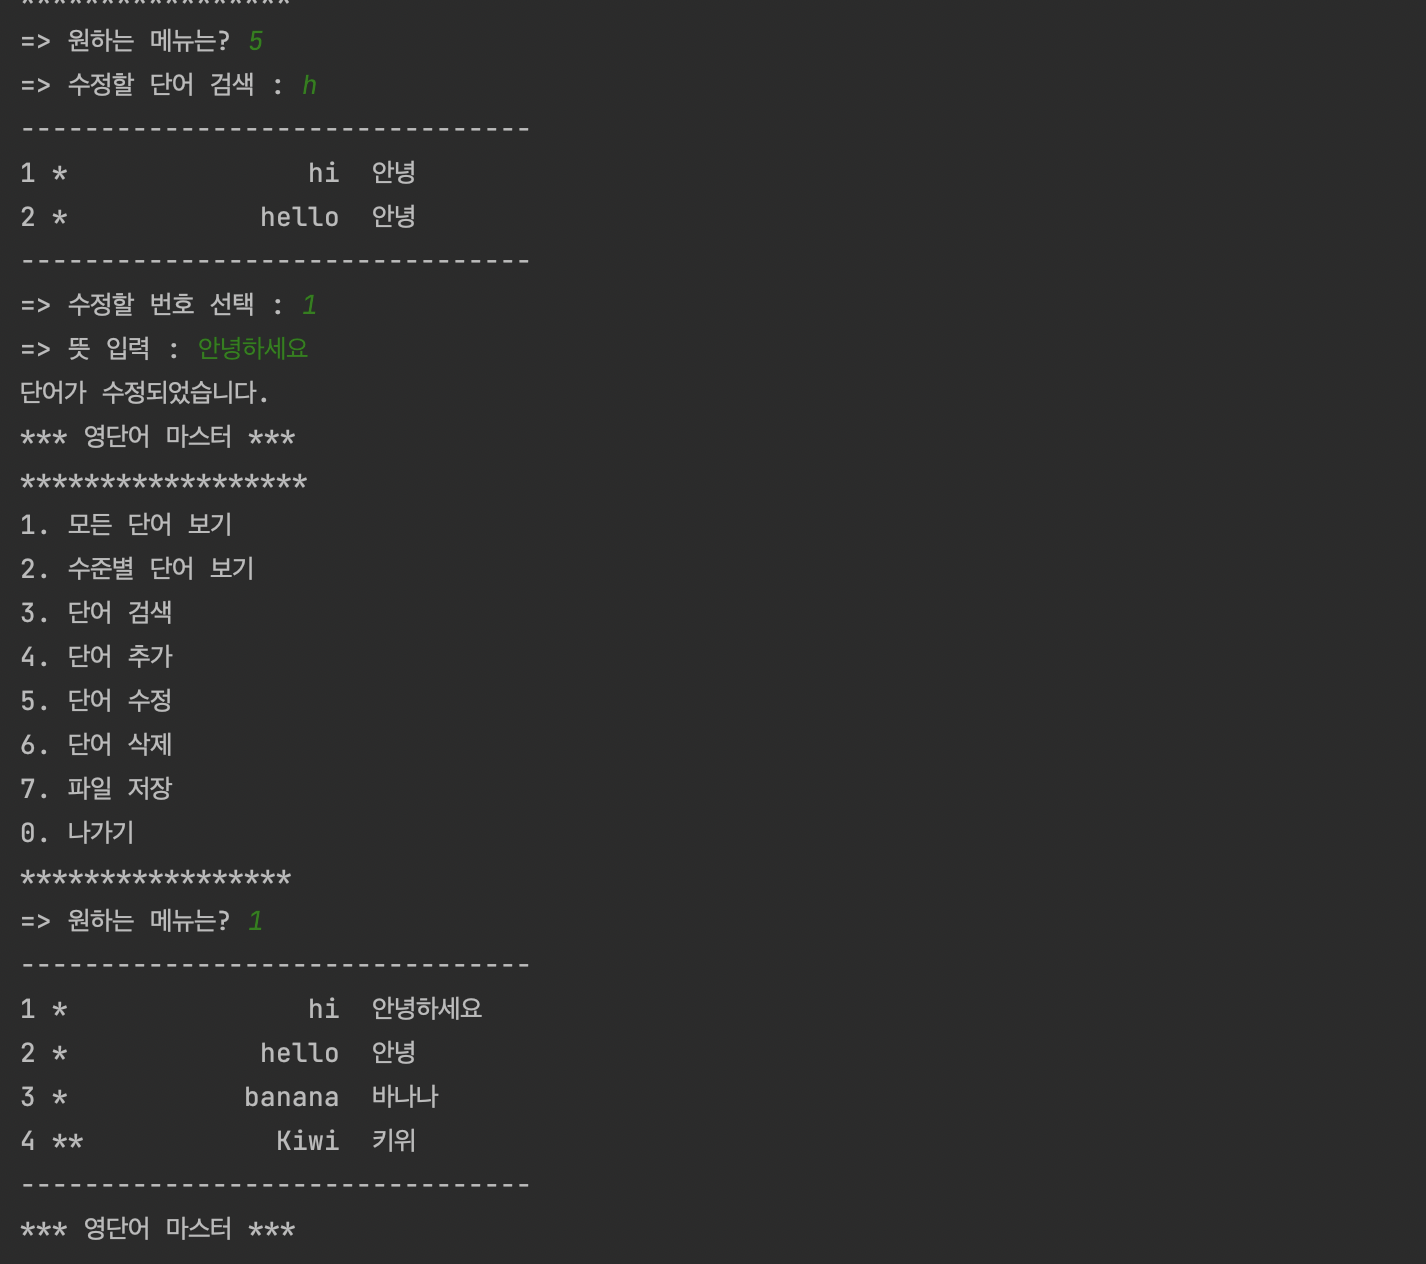 *****************
=> 원하는 메뉴는? 5
=> 수정할 단어 검색 : h
--------------------------------
1 *               hi  안녕
2 *            hello  안녕
--------------------------------
=> 수정할 번호 선택 : 1
=> 뜻 입력 : 안녕하세요
단어가 수정되었습니다.
*** 영단어 마스터 ***
******************
1. 모든 단어 보기
2. 수준별 단어 보기
3. 단어 검색
4. 단어 추가
5. 단어 수정
6. 단어 삭제
7. 파일 저장
0. 나가기
*****************
=> 원하는 메뉴는? 1
--------------------------------
1 *               hi  안녕하세요
2 *            hello  안녕
3 *           banana  바나나
4 **            Kiwi  키위
--------------------------------
*** 영단어 마스터 ***